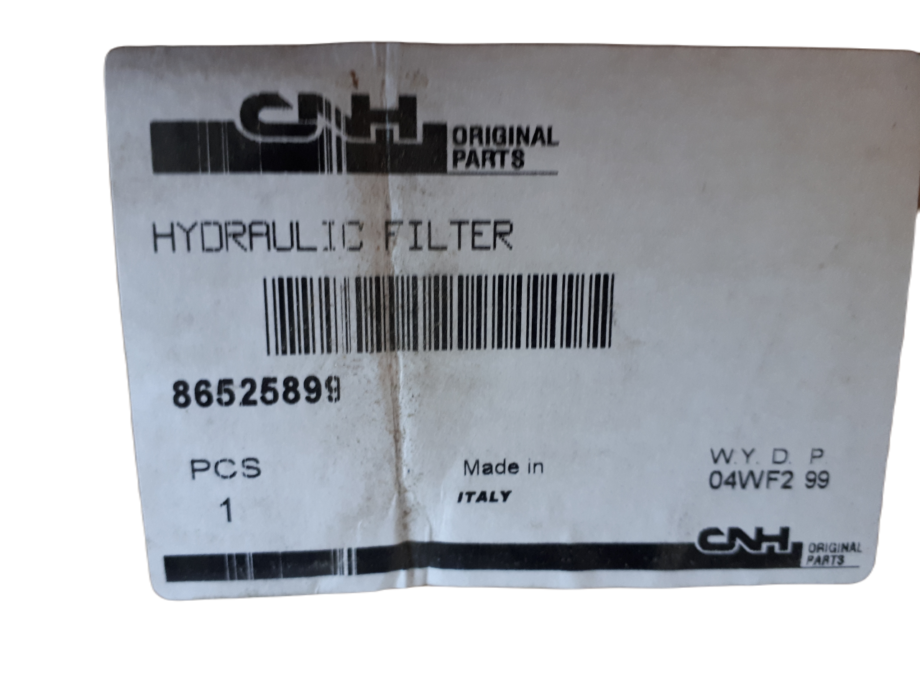 CNH ORIGINAL
PARTS
HYDRAULIC FILTER
86525899
PCS
1
Made in
ITALY
W.Y. D. P.
04WF2 99
CNH ORIGINAL
PARTS